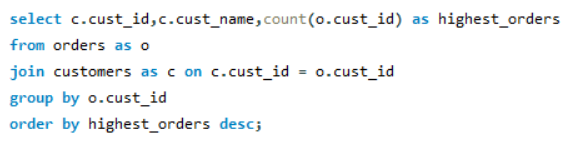 select c.cust_id,c.cust_name,count(o.cust_id) as highest_orders
from orders as o
join customers as c on c.cust_id = o.cust_id
group by o.cust_id
order by highest_orders desc;